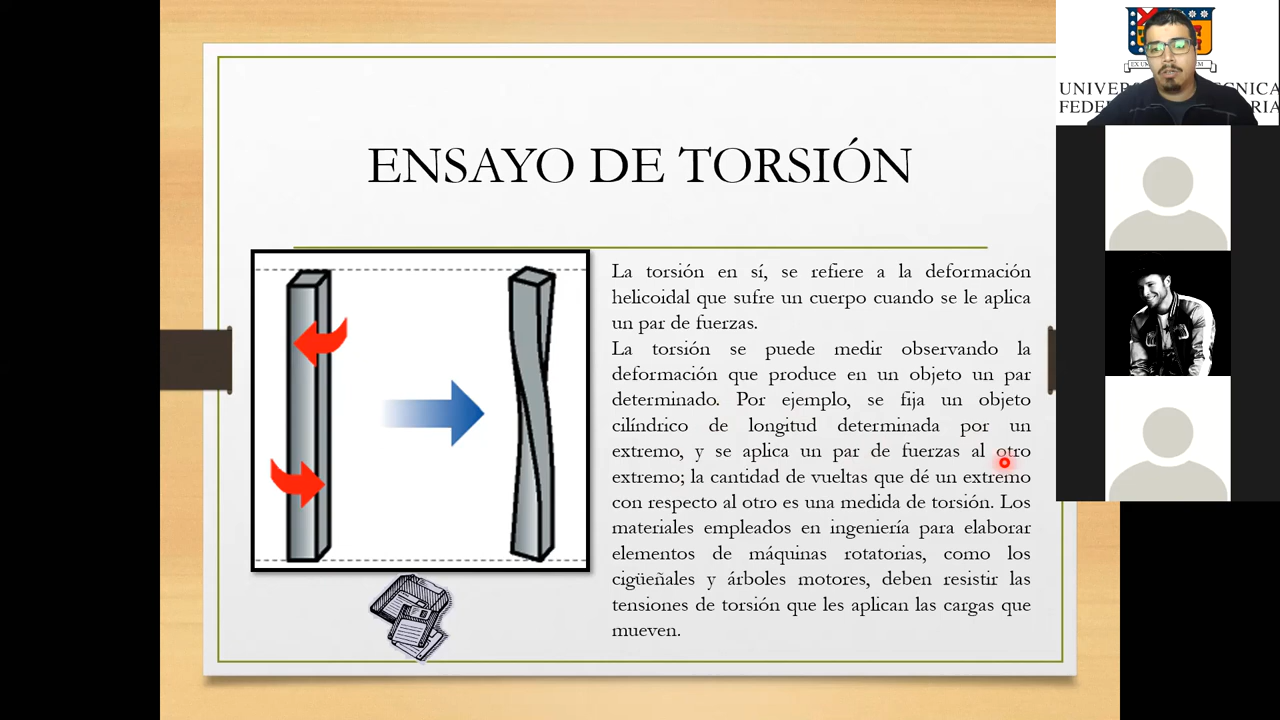 ENSAYO DE TORSIÓN
La torsión en sí, se refiere a la deformación
helicoidal que sufre un cuerpo cuando se le aplica
un par de fuerzas.
La torsión se puede medir observando la
deformación que produce en un objeto un par
determinado. Por ejemplo, se fija un objeto
cilíndrico de longitud determinada por un
extremo, y se aplica un par de fuerzas al otro
extremo; la cantidad de vueltas que dé un extremo
con respecto al otro es una medida de torsión. Los
materiales empleados en ingeniería para elaborar
elementos de máquinas rotatorias, como los
cigüeñales y árboles motores, deben resistir las
tensiones de torsión que les aplican las cargas que
mueven.